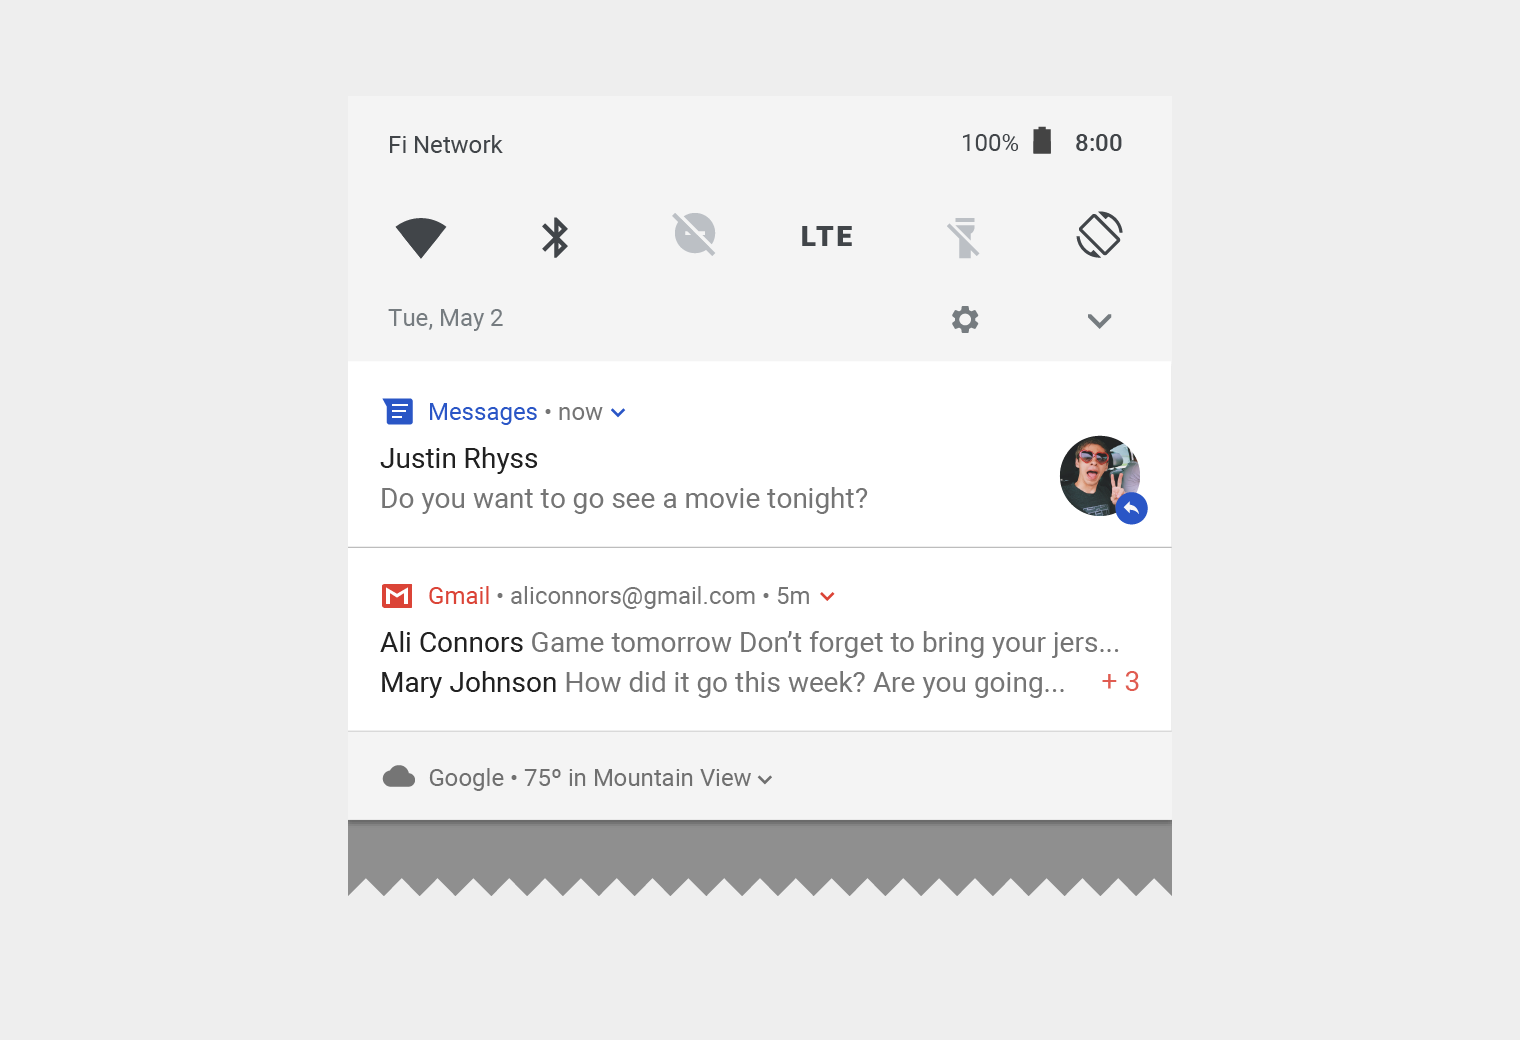 Fi Network 100% 8:00
LTE
Tue, May 2
Messages • now
Justin Rhyss
Do you want to go see a movie tonight?
Gmail • aliconnors@gmail.com • 5m
Ali Connors Game tomorrow Don’t forget to bring your jers...
Mary Johnson How did it go this week? Are you going... + 3
Google • 75º in Mountain View